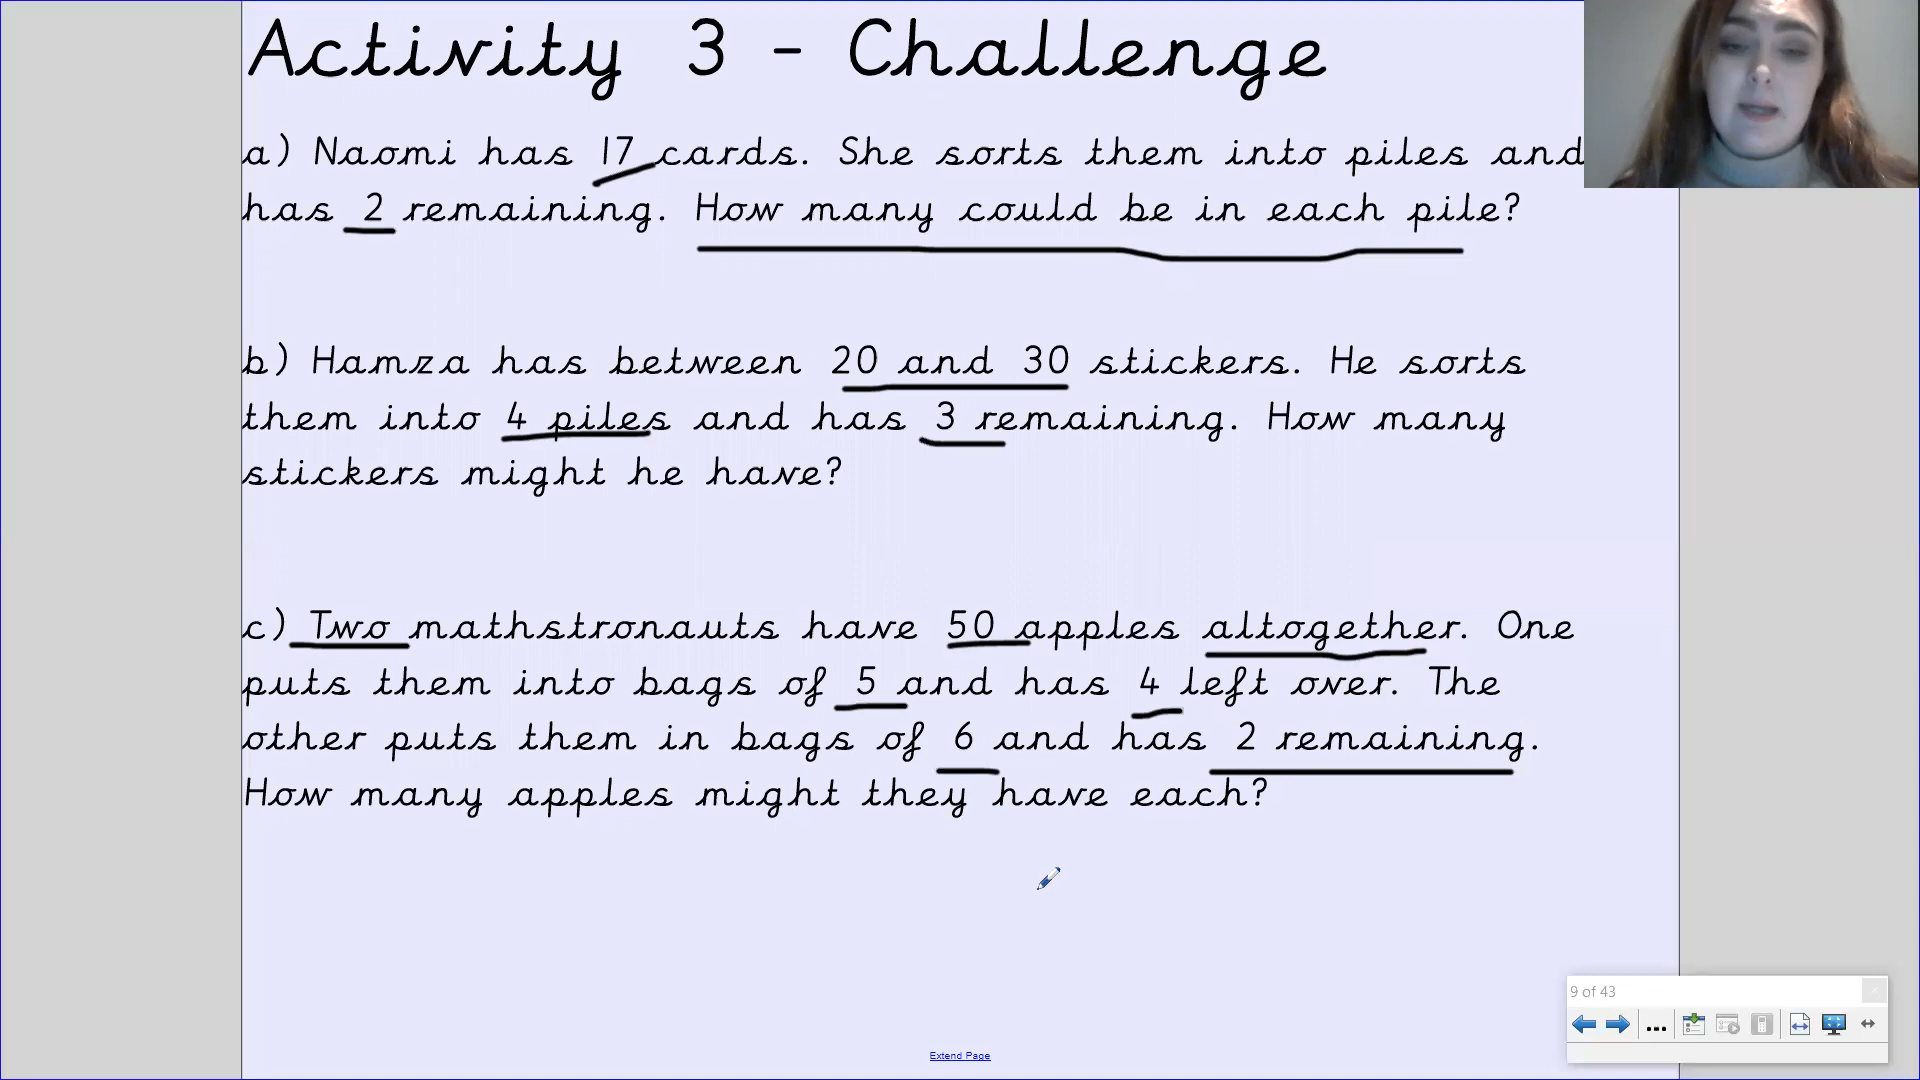 Activity 3 - Challenge
a) Naomi has 17 cards. She sorts them into piles and
has 2 remaining. How many could be in each pile?
b) Hamza has between 20 and 30 stickers. He sorts
them into 4 piles and has 3 remaining. How many
stickers might he have?
c) Two mathstronauts have 50 apples altogether. One
puts them into bags of 5 and has 4 left over. The
other puts them in bags of 6 and has 2 remaining.
How many apples might they have each?
9 of 43
Extend Page